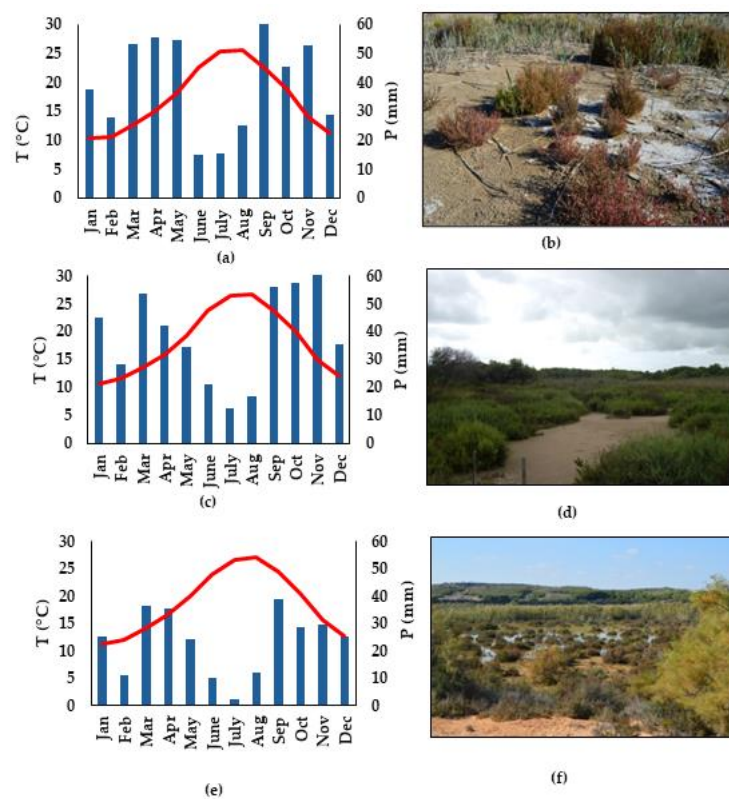 30
25
20
15
10
5
0
T (°C)
60
50
40
30
20
10
0
P (mm)
Jan
Feb
Mar
Apr
May
June
July
Aug
Sep
Oct
Nov
Dec
(a)
(b)
30
25
20
15
10
5
0
T (°C)
60
50
40
30
20
10
0
P (mm)
Jan
Feb
Mar
Apr
May
June
July
Aug
Sep
Oct
Nov
Dec
(c)
(d)
30
25
20
15
10
5
0
T (°C)
60
50
40
30
20
10
0
P (mm)
Jan
Feb
Mar
Apr
May
June
July
Aug
Sep
Oct
Nov
Dec
(e)
(f)